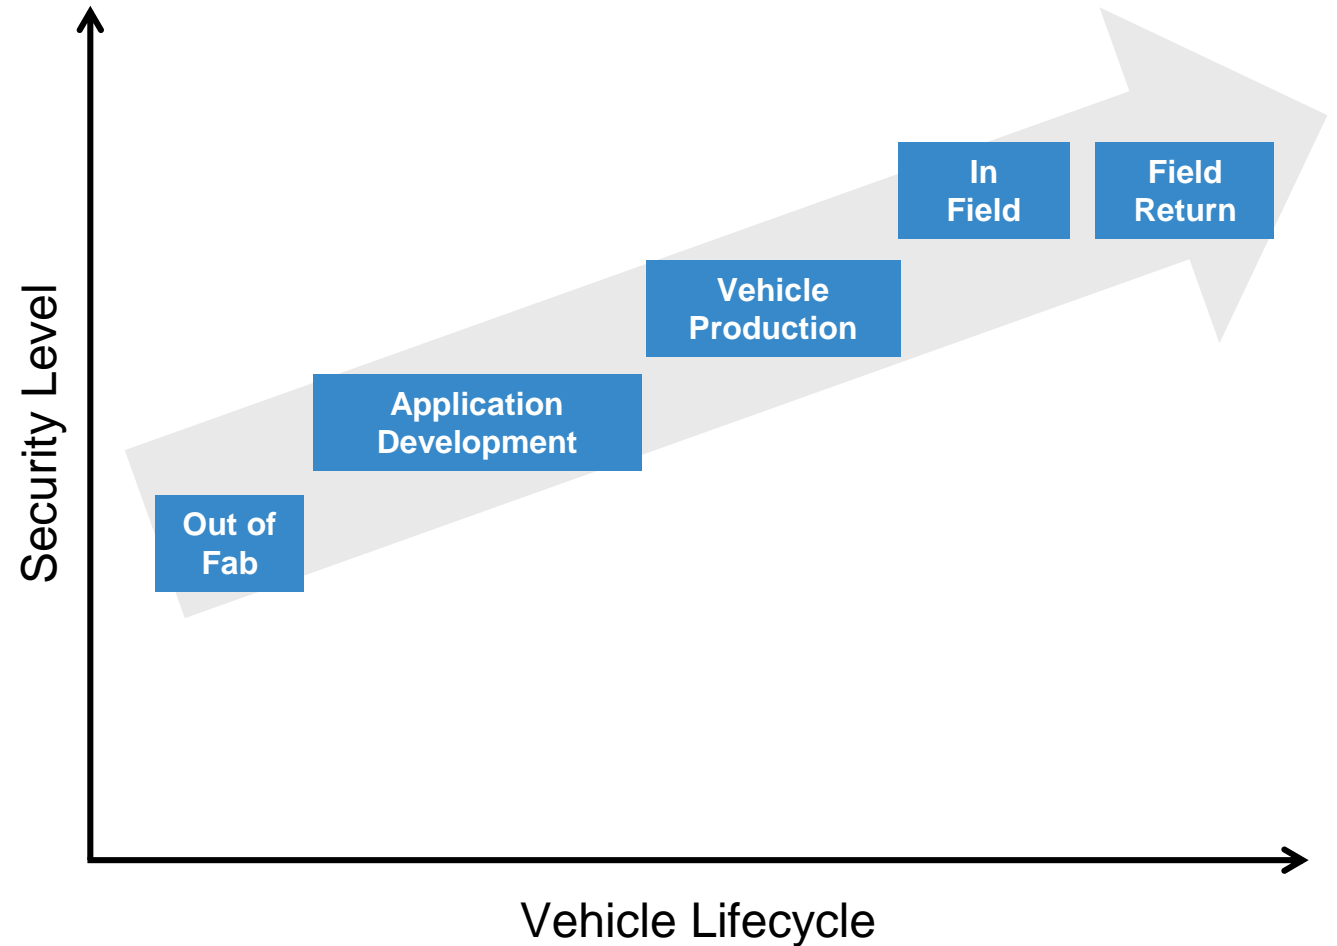 Security Level
In
Field
Field
Return
Vehicle
Production
Application
Development
Out of
Fab
Vehicle Lifecycle